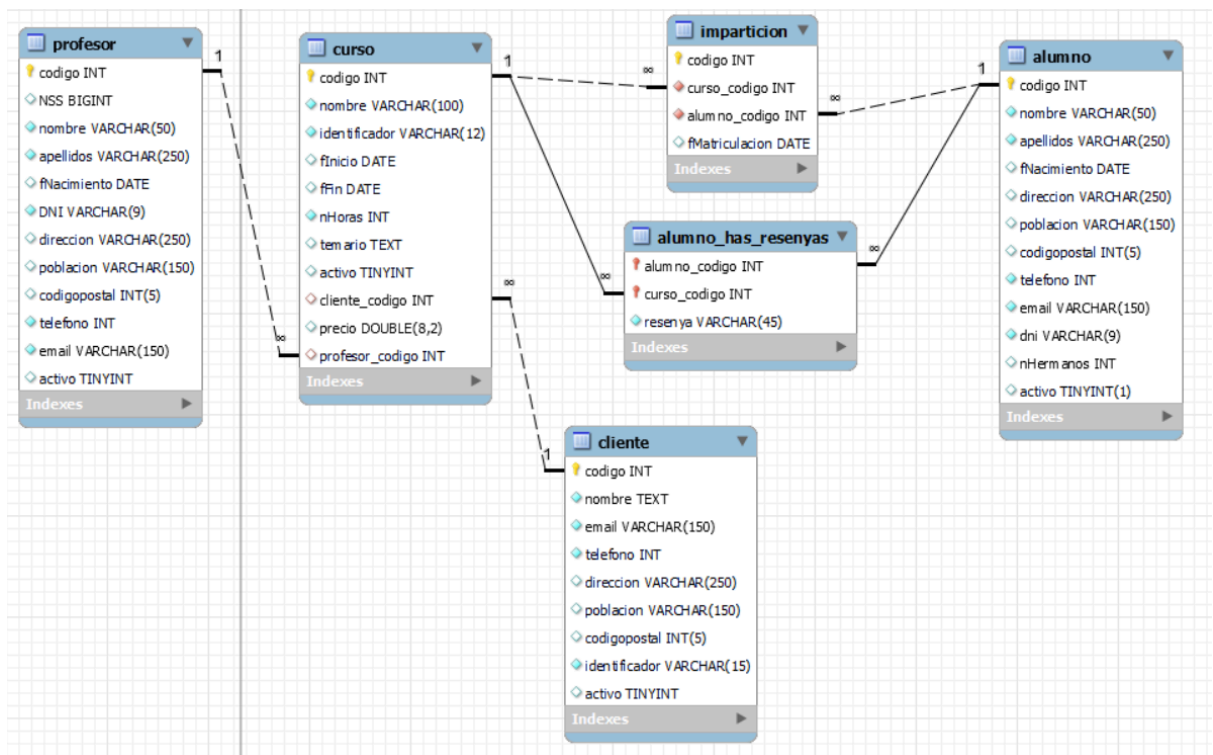 profesor
codigo INT
NSS BIGINT
nombre VARCHAR(50)
apellidos VARCHAR(250)
fNacimiento DATE
DNI VARCHAR(9)
direccion VARCHAR(250)
poblacion VARCHAR(150)
codigopostal INT(5)
telefono INT
email VARCHAR(150)
activo TINYINT
Indexes
1
∞
curso
codigo INT
nombre VARCHAR(100)
identificador VARCHAR(12)
fInicio DATE
fFin DATE
nHoras INT
temario TEXT
activo TINYINT
cliente_codigo INT
precio DOUBLE(8,2)
profesor_codigo INT
Indexes
1
∞
∞
∞
1
imparticion
codigo INT
curso_codigo INT
alumno_codigo INT
fMatriculacion DATE
Indexes
∞
alumno_has_resenyas
alumno_codigo INT
curso_codigo INT
resenya VARCHAR(45)
Indexes
∞
1
alumno
codigo INT
nombre VARCHAR(50)
apellidos VARCHAR(250)
fNacimiento DATE
direccion VARCHAR(250)
poblacion VARCHAR(150)
codigopostal INT(5)
telefono INT
email VARCHAR(150)
dni VARCHAR(9)
nHermanos INT
activo TINYINT(1)
Indexes
cliente
codigo INT
nombre TEXT
email VARCHAR(150)
telefono INT
direccion VARCHAR(250)
poblacion VARCHAR(150)
codigopostal INT(5)
identificador VARCHAR(15)
activo TINYINT
Indexes